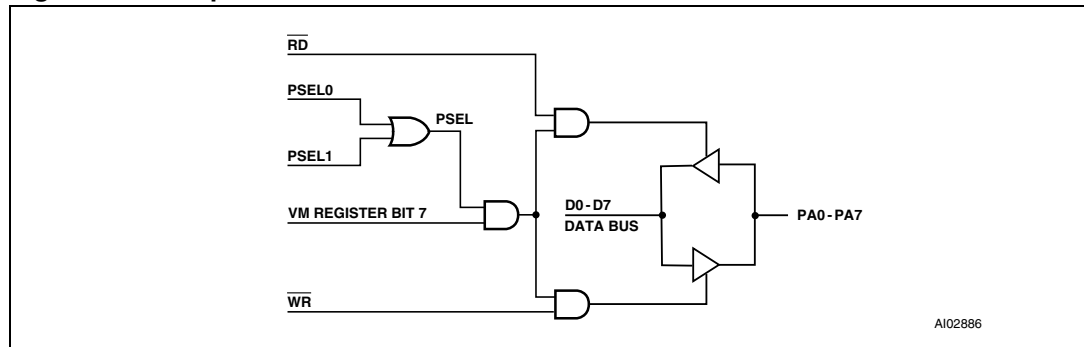 RD
PSEL0
PSEL
PSEL1
VM REGISTER BIT 7
D0-D7
DATA BUS
PA0-PA7
WR
AI02886